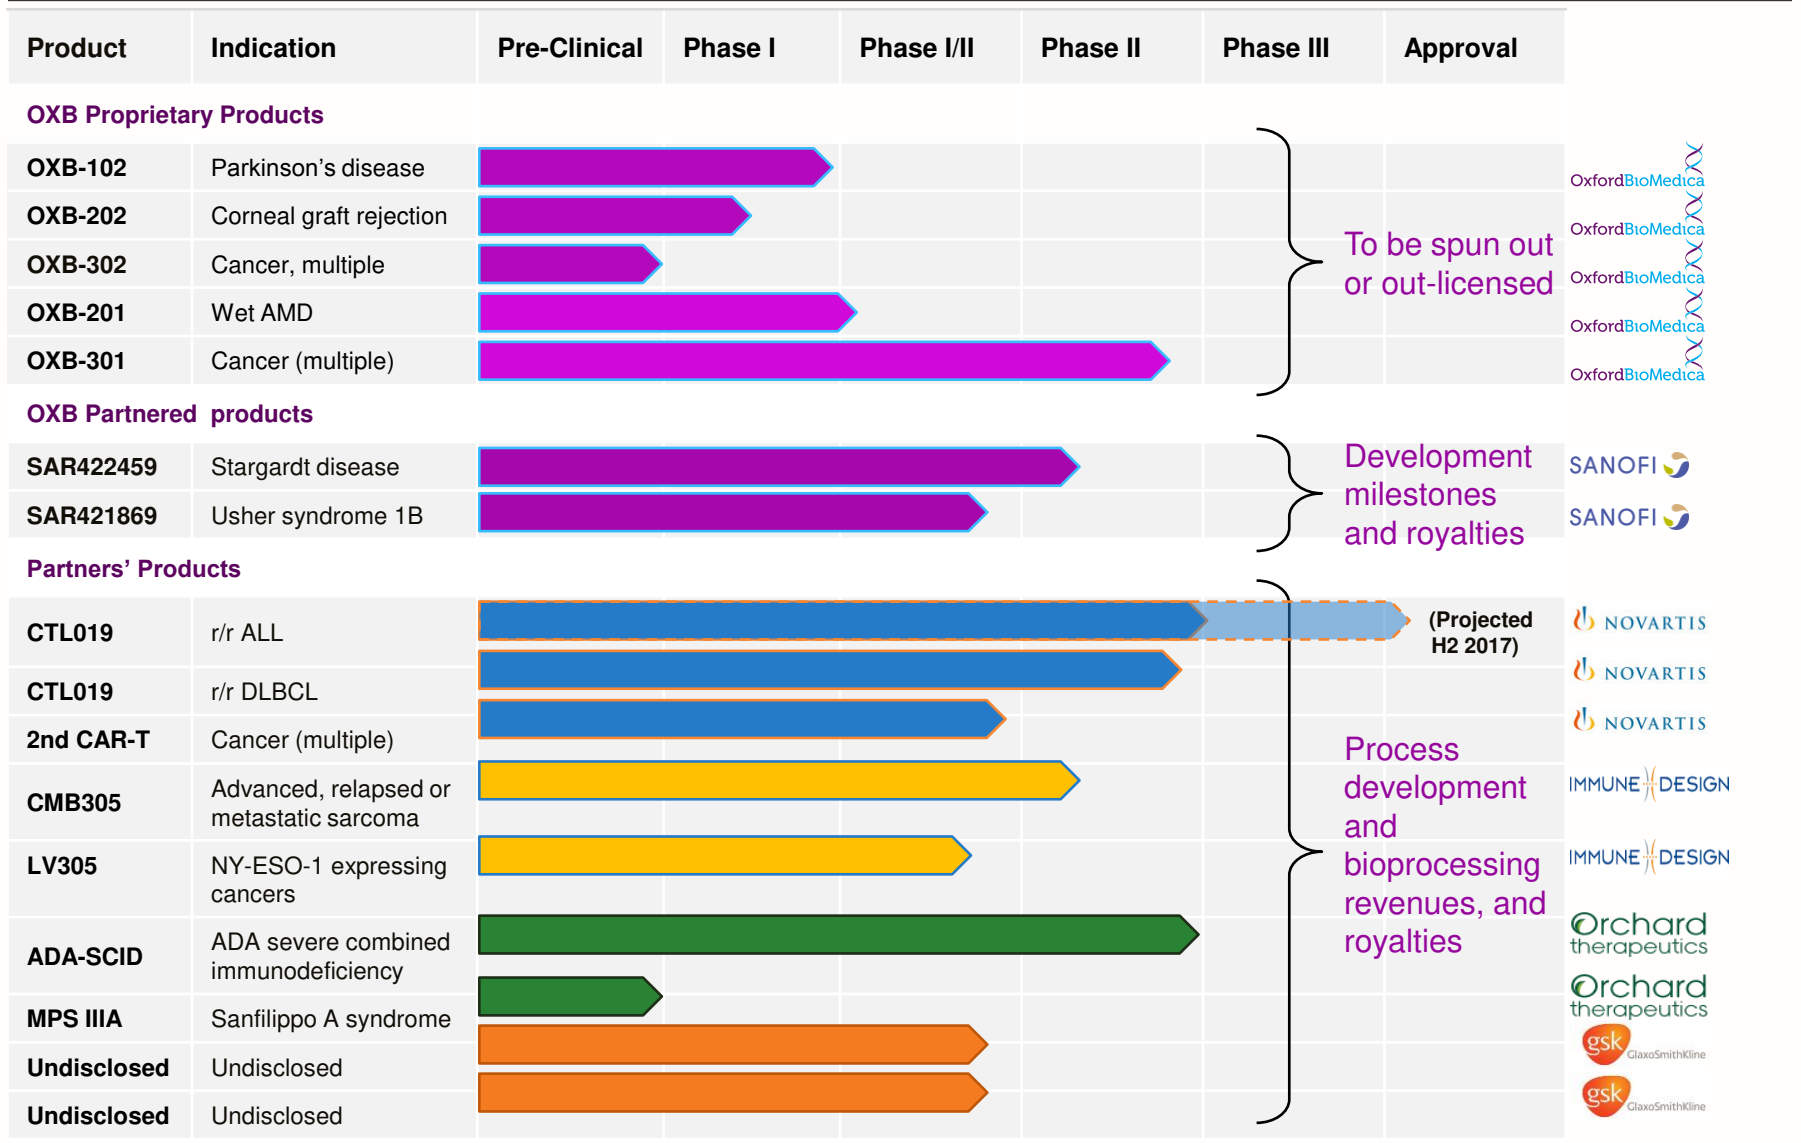 Product Indication Pre-Clinical Phase I Phase I/II Phase II Phase III Approval
OXB Proprietary Products
OXB-102 Parkinson's disease OxfordBioMedica
OXB-202 Corneal graft rejection OxfordBioMedica
OXB-302 Cancer, multiple OxfordBioMedica
OXB-201 Wet AMD OxfordBioMedica
OXB-301 Cancer (multiple) OxfordBioMedica
To be spun out
or out-licensed
OXB Partnered products
SAR422459 Stargardt disease SANOFI
SAR421869 Usher syndrome 1B SANOFI
Development
milestones
and royalties
Partners' Products
CTL019 r/r ALL NOVARTIS
(Projected
H2 2017)
CTL019 r/r DLBCL NOVARTIS
2nd CAR-T Cancer (multiple) NOVARTIS
CMB305 Advanced, relapsed or
metastatic sarcoma
IMMUNE DESIGN
LV305 NY-ESO-1 expressing
cancers
IMMUNE DESIGN
ADA-SCID ADA severe combined
immunodeficiency
Orchard
therapeutics
MPS IIIA Sanfilippo A syndrome
Orchard
therapeutics
Undisclosed Undisclosed gsk GlaxoSmithKline
Undisclosed Undisclosed gsk GlaxoSmithKline
Process
development
and
bioprocessing
revenues, and
royalties